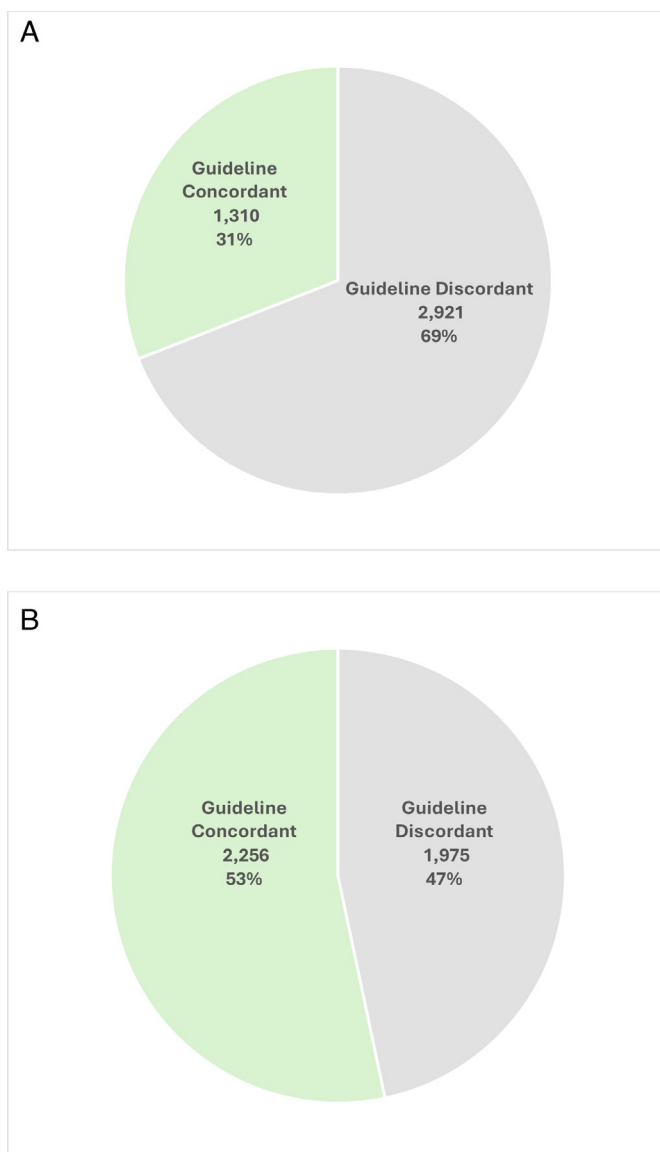 A
Guideline
Concordant
1,310
31%
Guideline Discordant
2,921
69%
B
Guideline
Concordant
2,256
53%
Guideline
Discordant
1,975
47%